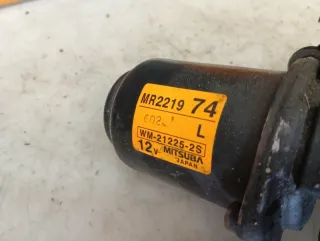 MR2219 74
L
WM-21225-2S
12V MITSUBA
JAPAN